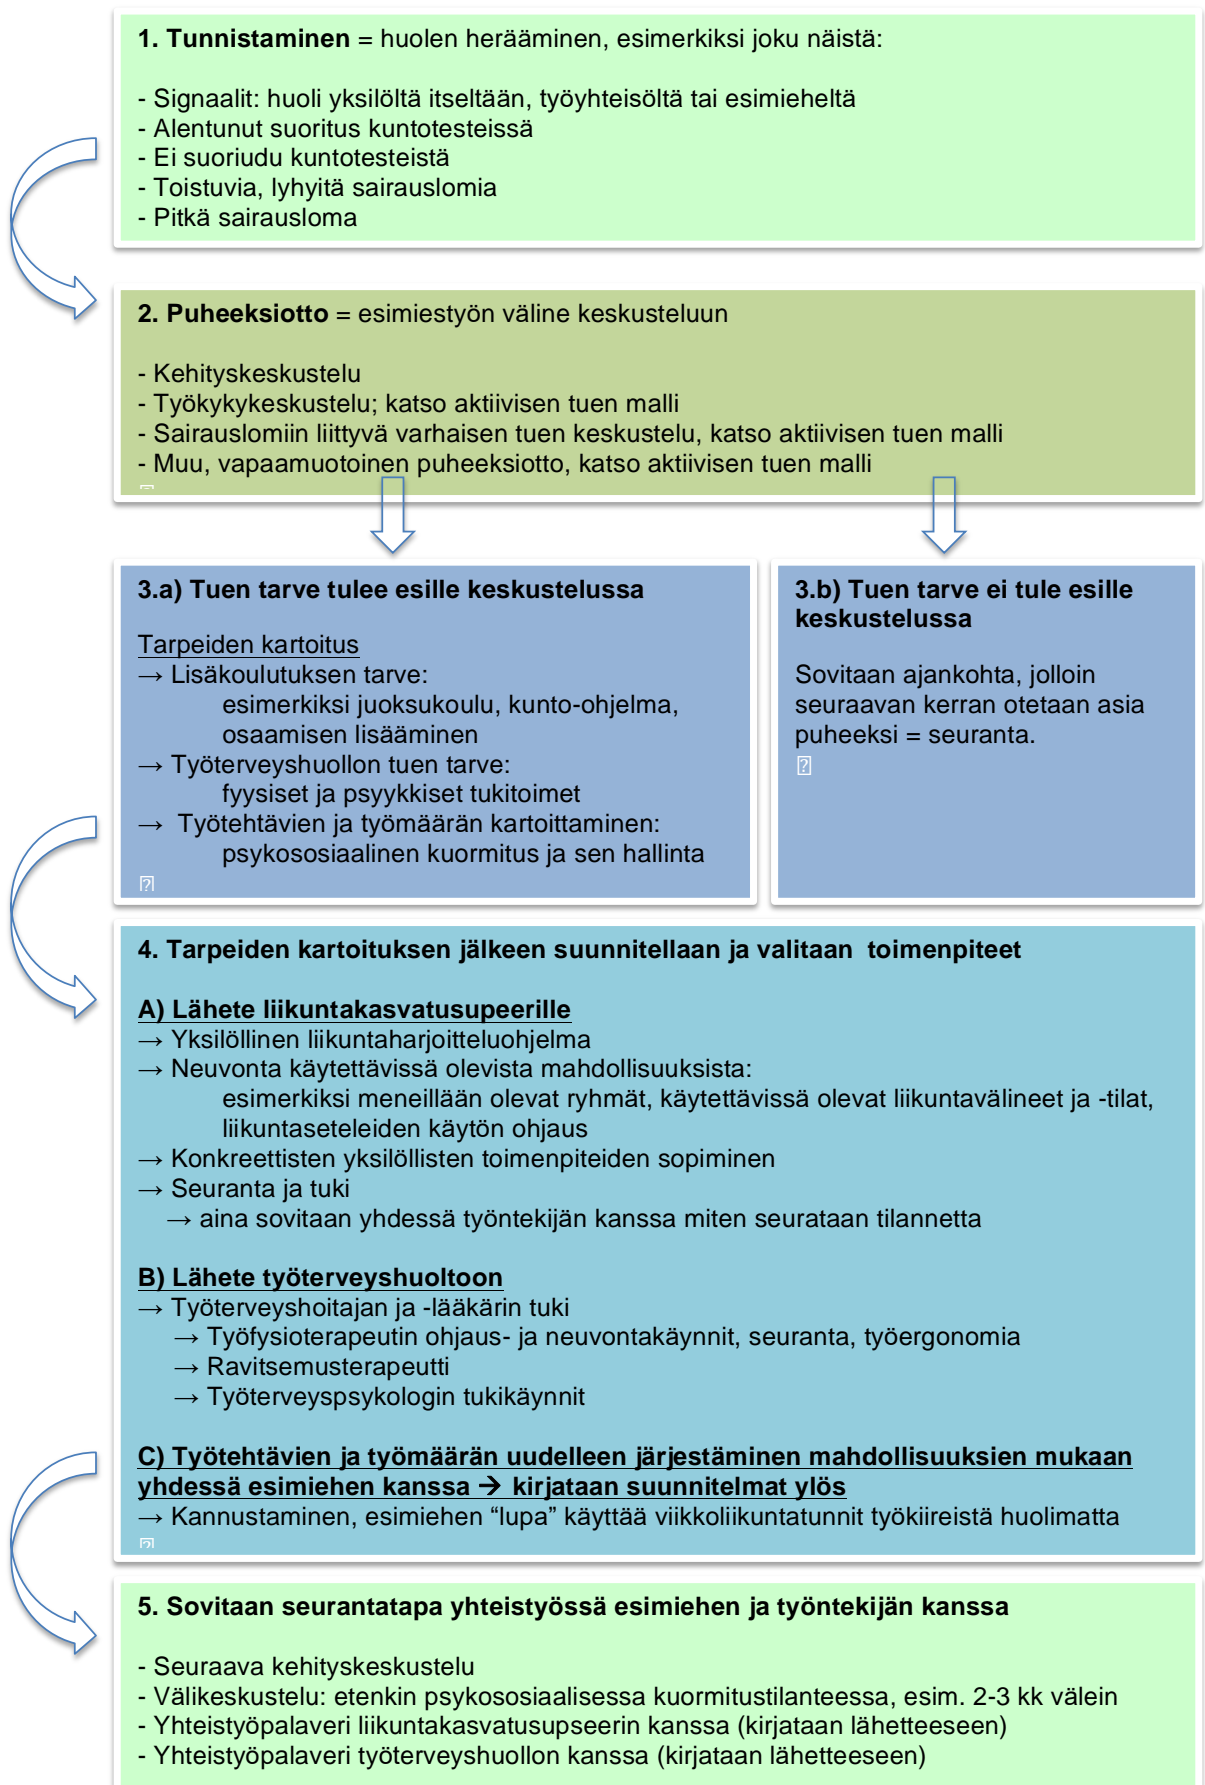 1. Tunnistaminen = huolen herääminen, esimerkiksi joku näistä:
- Signaalit: huoli yksilöltä itseltään, työyhteisöltä tai esimieheltä
- Alentunut suoritus kuntotesteissä
- Ei suoriudu kuntotesteistä
- Toistuvia, lyhyitä sairauslomia
- Pitkä sairausloma
2. Puheeksiotto = esimiestyön väline keskusteluun
- Kehityskeskustelu
- Työkykykeskustelu; katso aktiivisen tuen malli
- Sairauslomiin liittyvä varhaisen tuen keskustelu, katso aktiivisen tuen malli
- Muu, vapaamuotoinen puheeksiotto, katso aktiivisen tuen malli
3.a) Tuen tarve tulee esille keskustelussa
Tarpeiden kartoitus
→ Lisäkoulutuksen tarve:
esimerkiksi juoksukoulu, kunto-ohjelma,
osaamisen lisääminen
→ Työterveyshuollon tuen tarve:
fyysiset ja psyykkiset tukitoimet
→ Työtehtävien ja työmäärän kartoittaminen:
psykososiaalinen kuormitus ja sen hallinta
3.b) Tuen tarve ei tule esille
keskustelussa
Sovitaan ajankohta, jolloin
seuraavan kerran otetaan asia
puheeksi = seuranta.
4. Tarpeiden kartoituksen jälkeen suunnitellaan ja valitaan toimenpiteet
A) Lähete liikuntakasvatusupeerille
→ Yksilöllinen liikuntaharjoitteluohjelma
→ Neuvonta käytettävissä olevista mahdollisuuksista:
esimerkiksi meneillään olevat ryhmät, käytettävissä olevat liikuntavälineet ja -tilat,
liikuntaseteleiden käytön ohjaus
→ Konkreettisten yksilöllisten toimenpiteiden sopiminen
→ Seuranta ja tuki
→ aina sovitaan yhdessä työntekijän kanssa miten seurataan tilannetta
B) Lähete työterveyshuoltoon
→ Työterveyshoitajan ja -lääkärin tuki
→ Työfysioterapeutin ohjaus- ja neuvontakäynnit, seuranta, työergonomia
→ Ravitsemusterapeutti
→ Työterveyspsykologin tukikäynnit
C) Työtehtävien ja työmäärän uudelleen järjestäminen mahdollisuuksien mukaan
yhdessä esimiehen kanssa → kirjataan suunnitelmat ylös
→ Kannustaminen, esimiehen “lupa” käyttää viikkoliikuntatunnit työkiireistä huolimatta
5. Sovitaan seurantatapa yhteistyössä esimiehen ja työntekijän kanssa
- Seuraava kehityskeskustelu
- Välikeskustelu: etenkin psykososiaalisessa kuormitustilanteessa, esim. 2-3 kk välein
- Yhteistyöpalaveri liikuntakasvatusupseerin kanssa (kirjataan lähetteeseen)
- Yhteistyöpalaveri työterveyshuollon kanssa (kirjataan lähetteeseen)